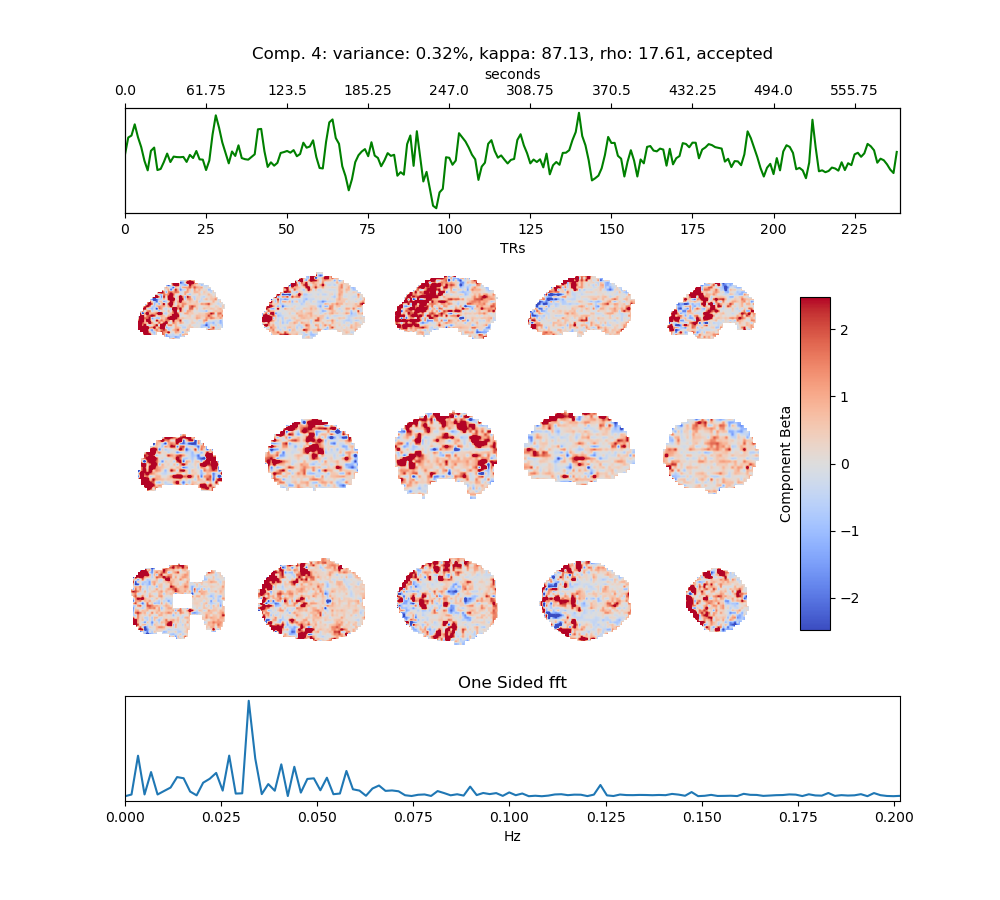 Comp. 4: variance: 0.32%, kappa: 87.13, rho: 17.61, accepted
seconds
0.0 61.75 123.5 185.25 247.0 308.75 370.5 432.25 494.0 555.75
0 25 50 75 100 125 150 175 200 225
TRs
2
1
0
−1
−2
Component Beta
One Sided fft
0.000 0.025 0.050 0.075 0.100 0.125 0.150 0.175 0.200
Hz